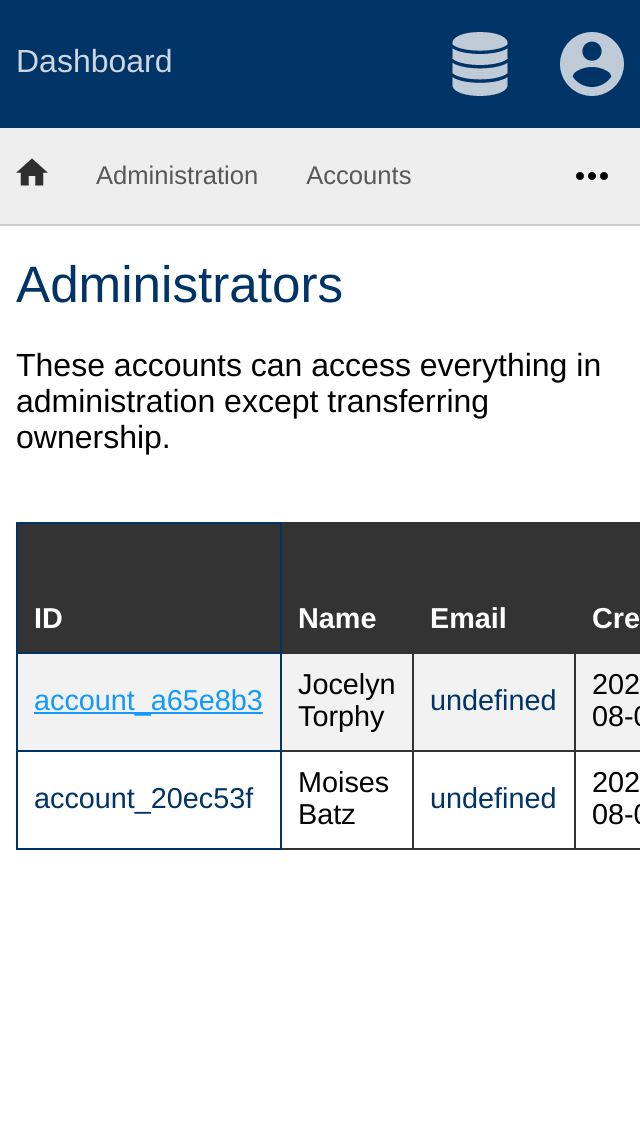 Dashboard
Administration Accounts
Administrators
These accounts can access everything in
administration except transferring
ownership.
ID Name Email Cre
account_a65e8b3 Jocelyn Torphy undefined 202 08-0
account_20ec53f Moises Batz undefined 202 08-0